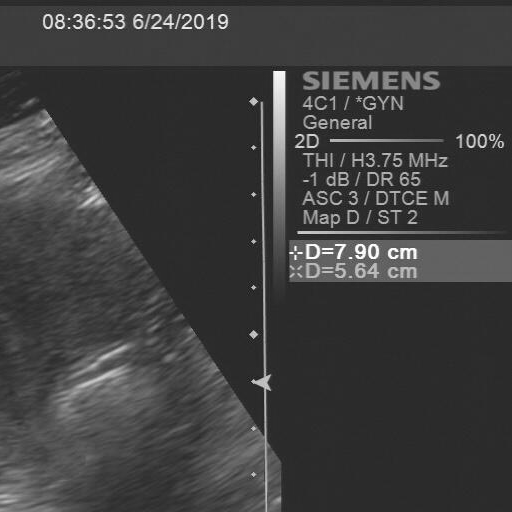 08:36:53 6/24/2019
SIEMENS
4C1 / *GYN
General
2D 100%
THI / H3.75 MHz
-1 dB / DR 65
ASC 3 / DTCE M
Map D / ST 2
D=7.90 cm
D=5.64 cm